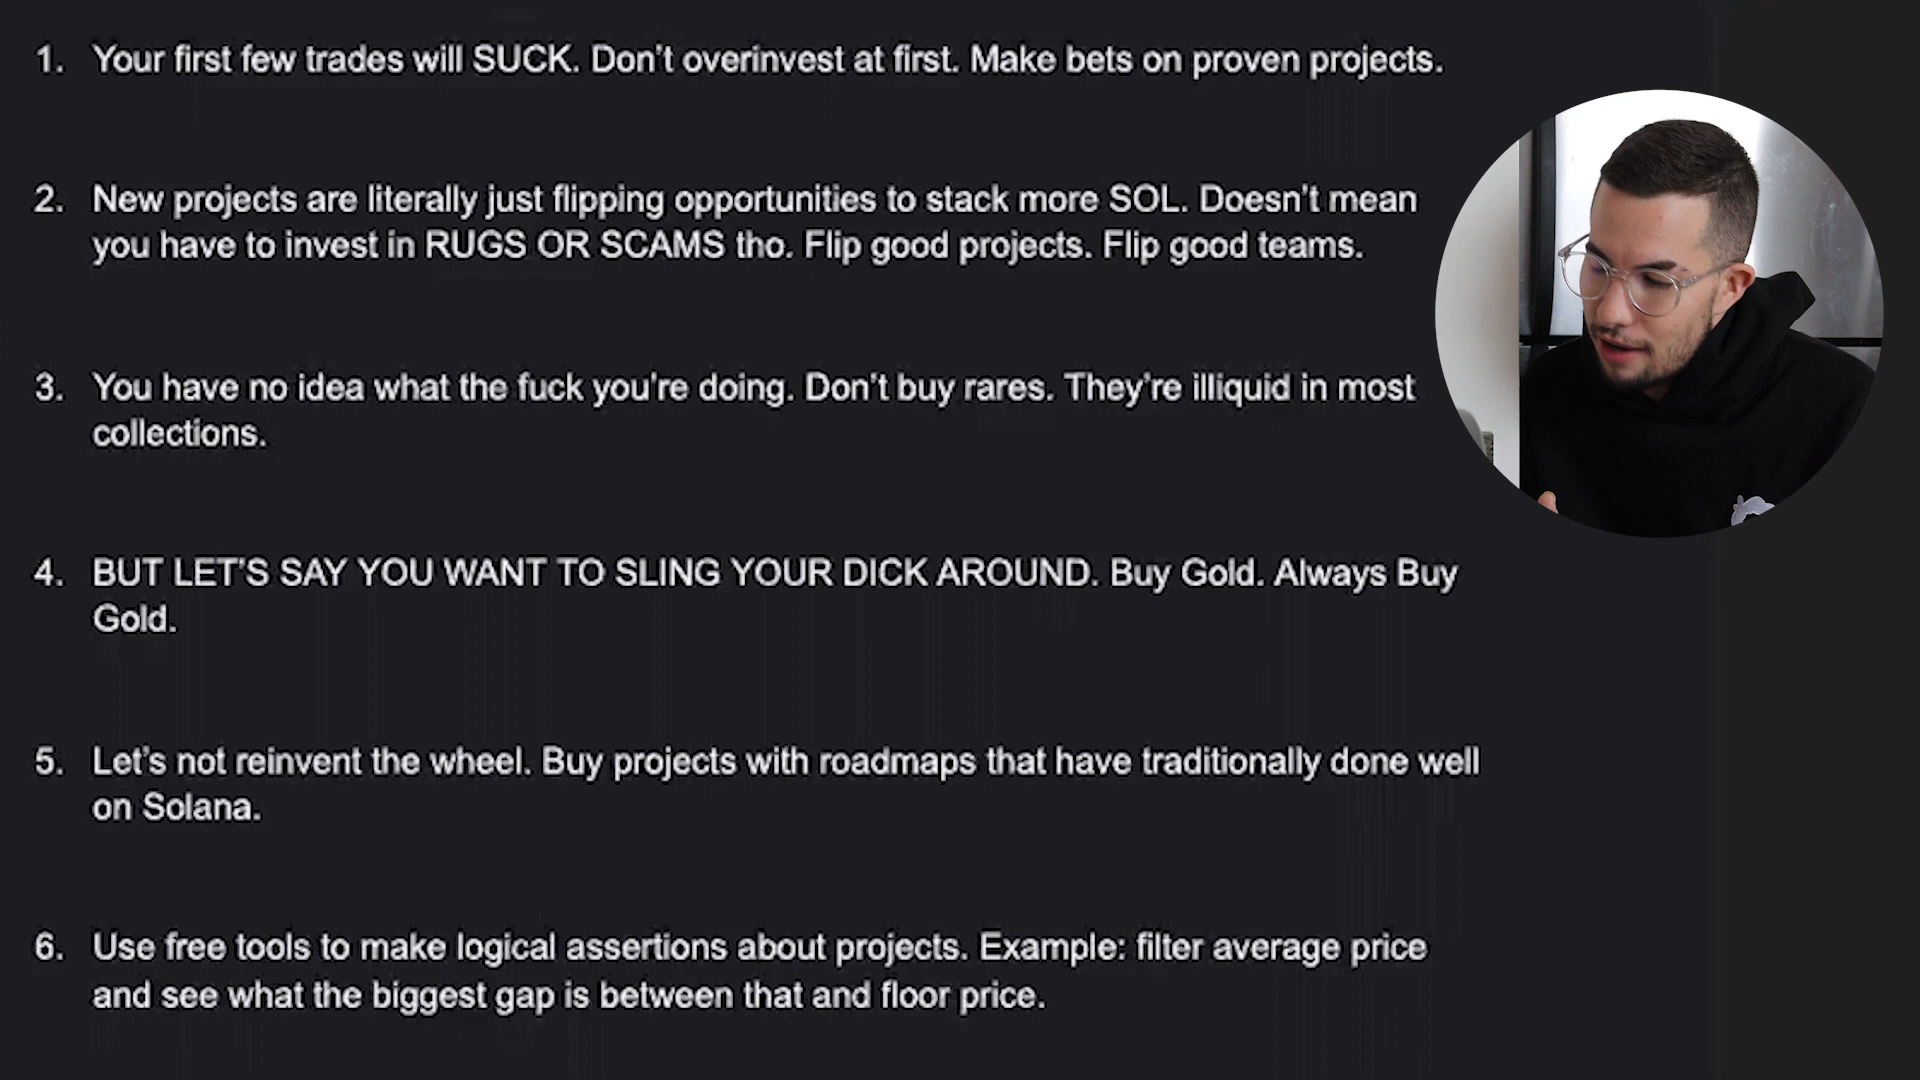 1. Your first few trades will SUCK. Don't overinvest at first. Make bets on proven projects.
2. New projects are literally just flipping opportunities to stack more SOL. Doesn't mean
you have to invest in RUGS OR SCAMS tho. Flip good projects. Flip good teams.
3. You have no idea what the fuck you're doing. Don't buy rares. They're illiquid in most
collections.
4. BUT LET'S SAY YOU WANT TO SLING YOUR DICK AROUND. Buy Gold. Always Buy
Gold.
5. Let's not reinvent the wheel. Buy projects with roadmaps that have traditionally done well
on Solana.
6. Use free tools to make logical assertions about projects. Example: filter average price
and see what the biggest gap is between that and floor price.